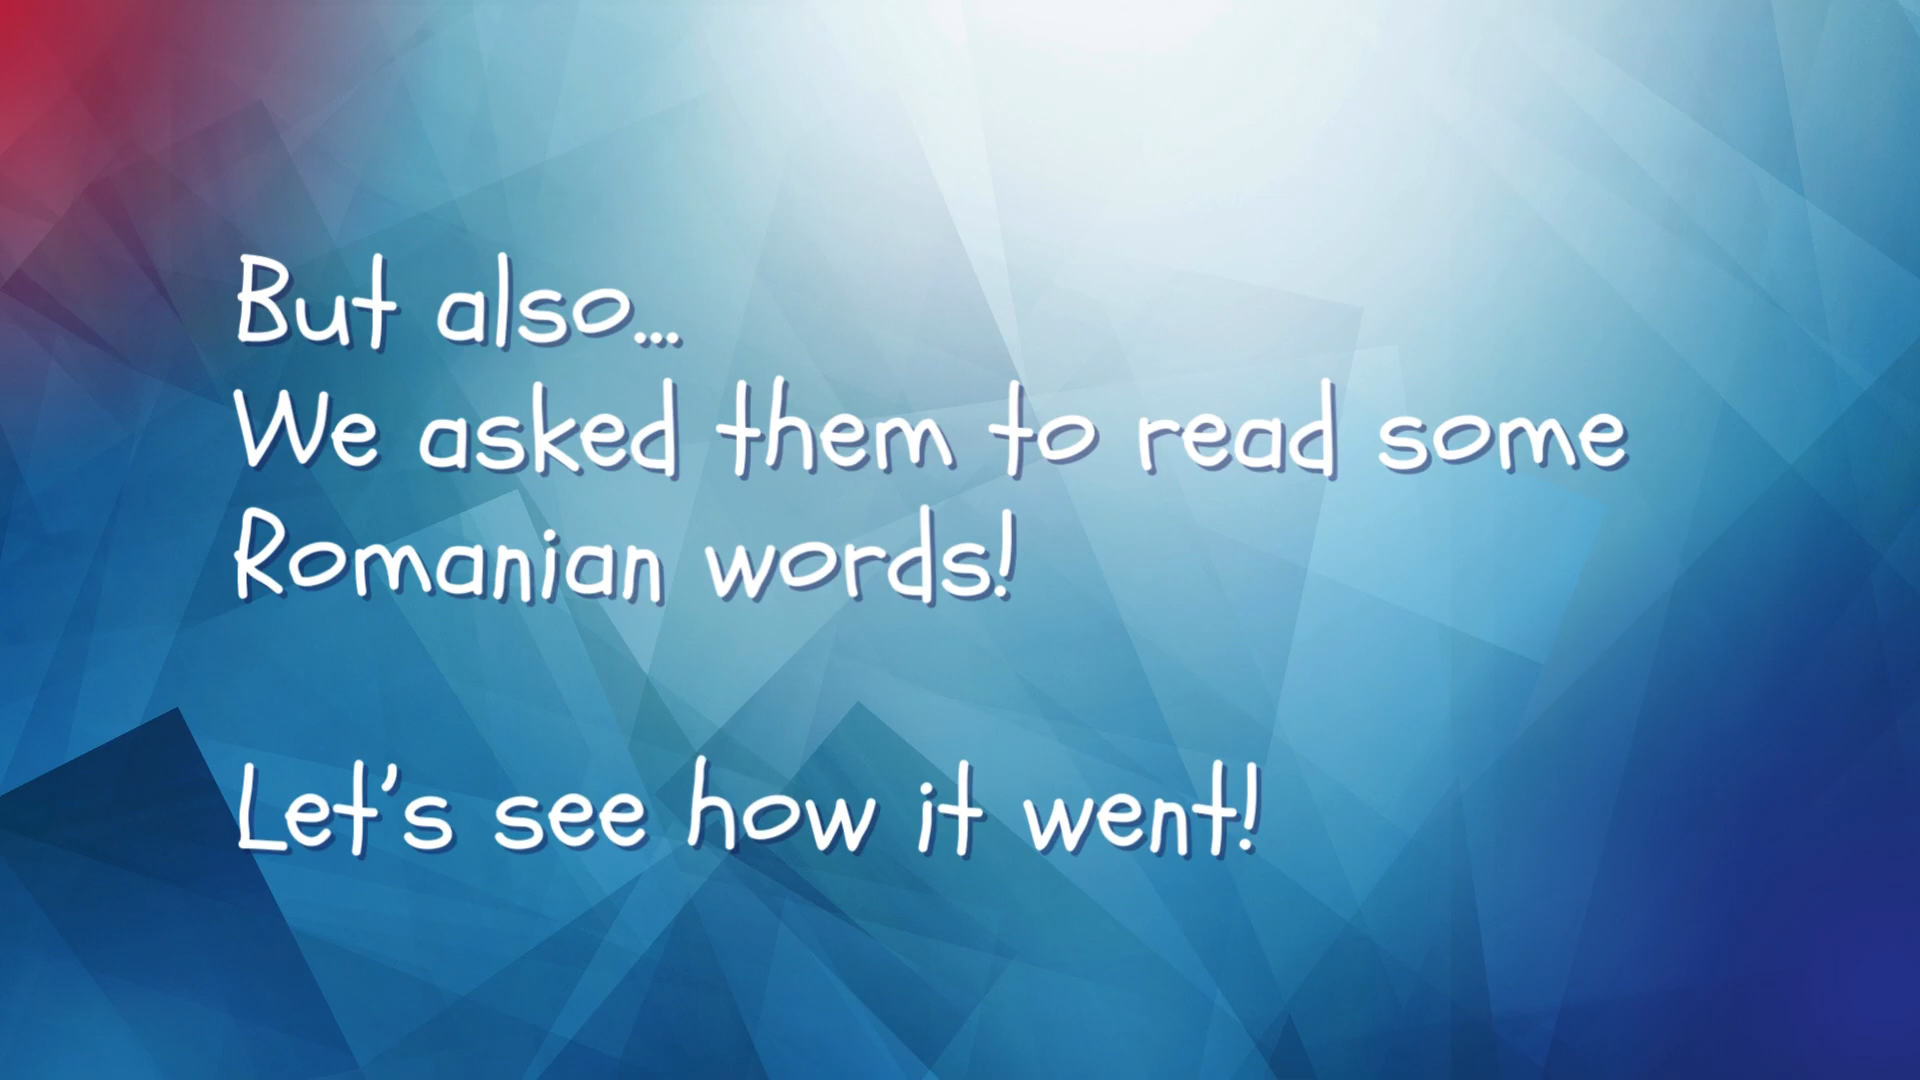 But also...
We asked them to read some
Romanian words!
Let's see how it went!